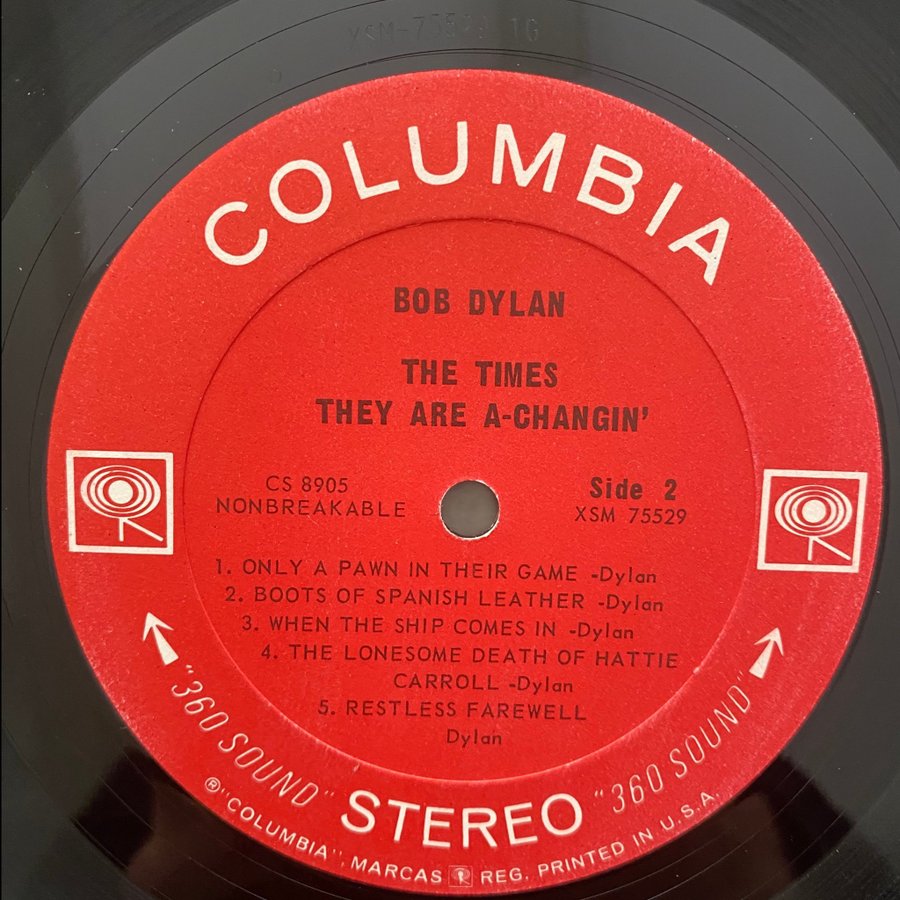 XSM-75529 1G
COLUMBIA
BOB DYLAN
THE TIMES
THEY ARE A-CHANGIN'
CS 8905
NONBREAKABLE
Side 2
XSM 75529
1. ONLY A PAWN IN THEIR GAME -Dylan
2. BOOTS OF SPANISH LEATHER -Dylan
3. WHEN THE SHIP COMES IN -Dylan
4. THE LONESOME DEATH OF HATTIE
CARROLL -Dylan
5. RESTLESS FAREWELL
Dylan
"360 SOUND" STEREO "360 SOUND"
® "COLUMBIA", MARCAS REG. PRINTED IN U.S.A.